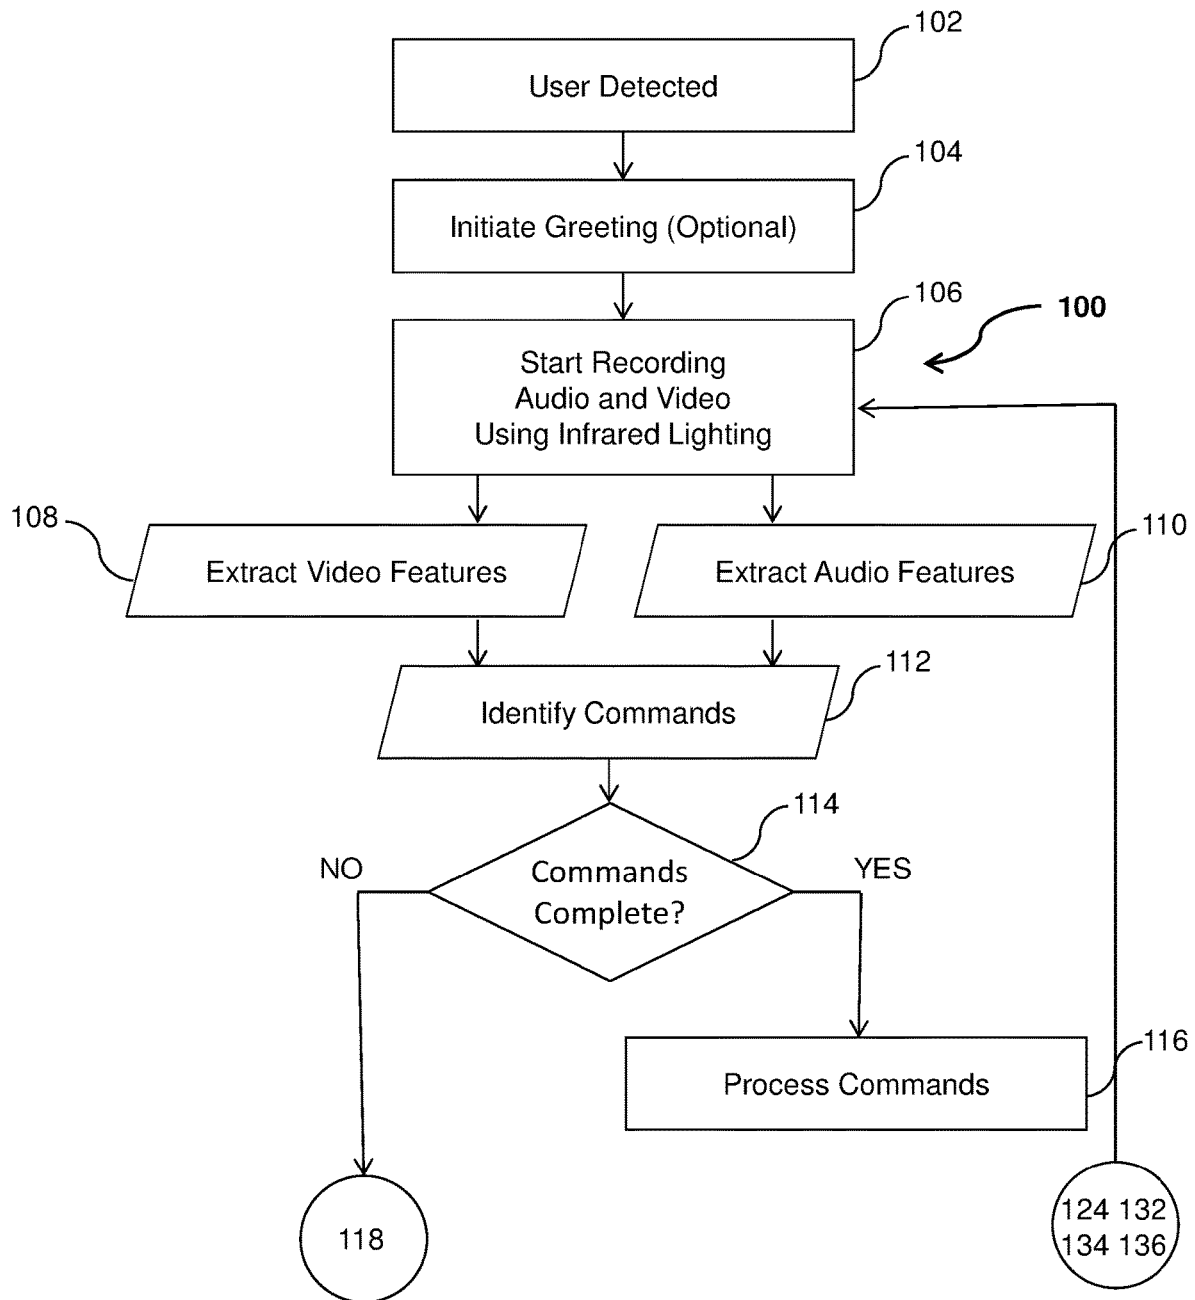 102
User Detected
104
Initiate Greeting (Optional)
106
100
Start Recording
Audio and Video
Using Infrared Lighting
108
110
Extract Video Features
Extract Audio Features
112
Identify Commands
114
NO
YES
Commands
Complete?
116
Process Commands
118
124 132
134 136